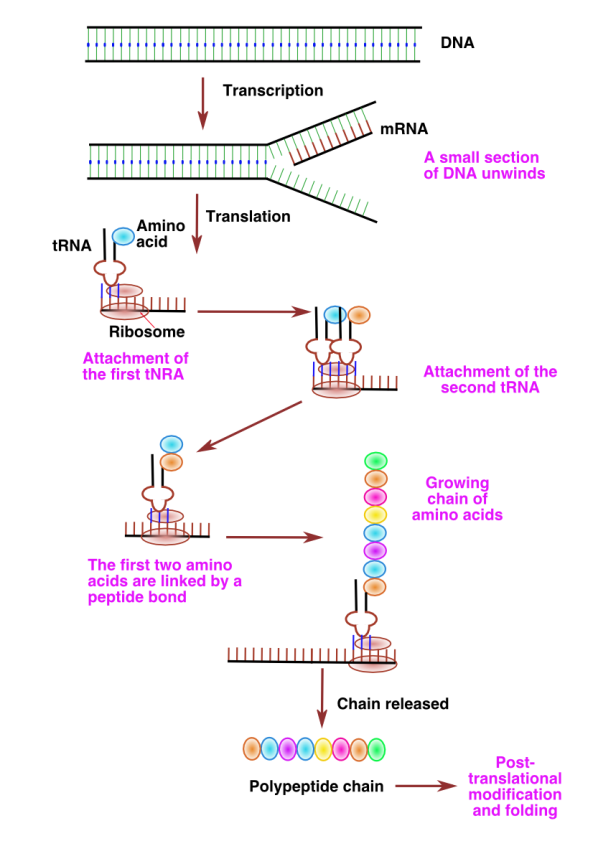 DNA
Transcription
mRNA
A small section
of DNA unwinds
Translation
Amino
acid
tRNA
Ribosome
Attachment of
the first tNRA
Attachment of the
second tRNA
Growing
chain of
amino acids
The first two amino
acids are linked by a
peptide bond
Chain released
Polypeptide chain
Post-
translational
modification
and folding